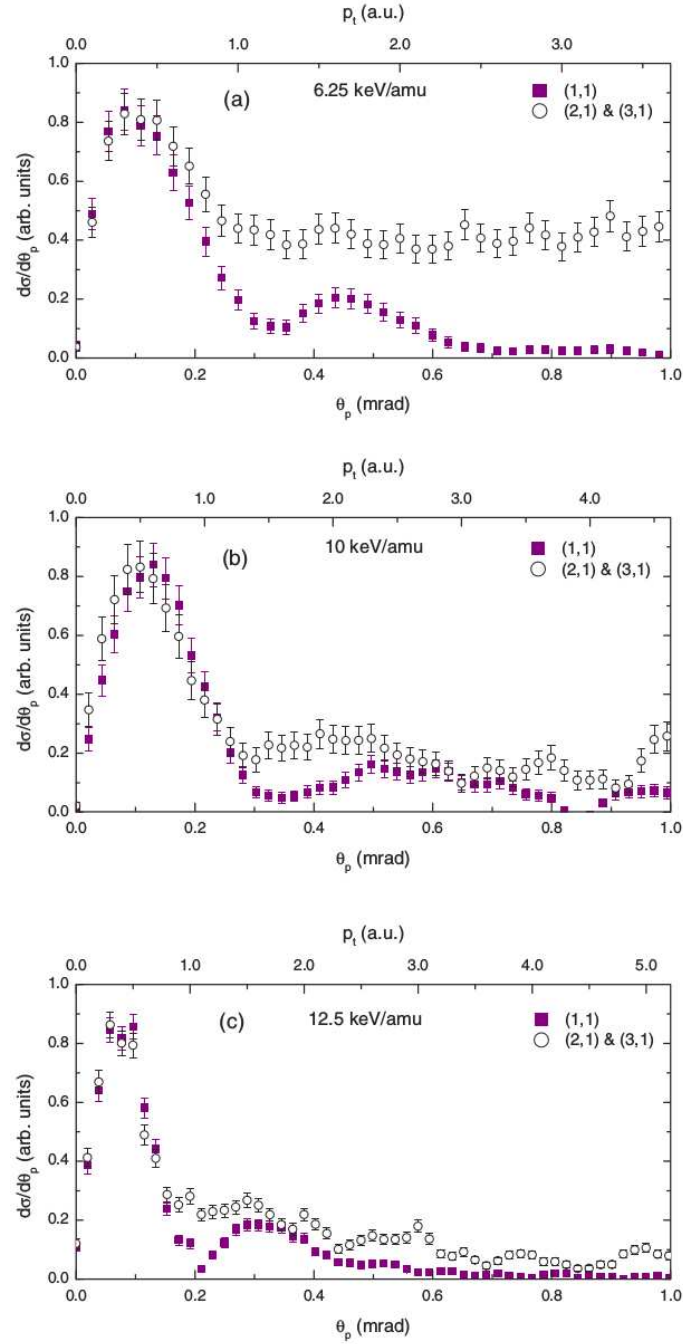 p_t (a.u.)
0.0 1.0 2.0 3.0
1.0
(a)
6.25 keV/amu
(1,1)
(2,1) & (3,1)
0.8
0.6
0.4
0.2
0.0
dσ/dθ_p (arb. units)
0.0 0.2 0.4 0.6 0.8 1.0
θ_p (mrad)
p_t (a.u.)
0.0 1.0 2.0 3.0 4.0
1.0
(b)
10 keV/amu
(1,1)
(2,1) & (3,1)
0.8
0.6
0.4
0.2
0.0
dσ/dθ_p (arb. units)
0.0 0.2 0.4 0.6 0.8 1.0
θ_p (mrad)
p_t (a.u.)
0.0 1.0 2.0 3.0 4.0 5.0
1.0
(c)
12.5 keV/amu
(1,1)
(2,1) & (3,1)
0.8
0.6
0.4
0.2
0.0
dσ/dθ_p (arb. units)
0.0 0.2 0.4 0.6 0.8 1.0
θ_p (mrad)